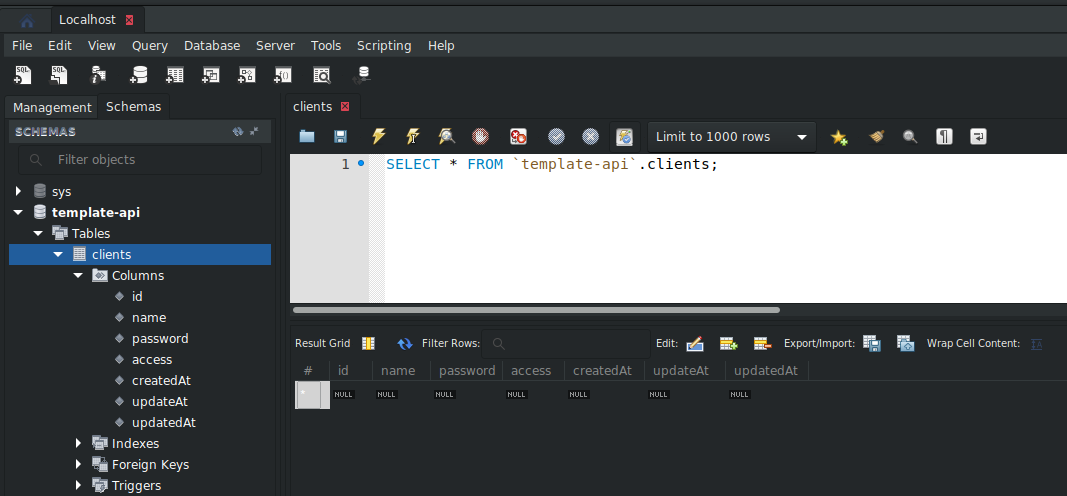 Localhost
File Edit View Query Database Server Tools Scripting Help
Management Schemas
SCHEMAS
Filter objects
sys
template-api
Tables
clients
Columns
id
name
password
access
createdAt
updateAt
updatedAt
Indexes
Foreign Keys
Triggers
clients
Limit to 1000 rows
1 SELECT * FROM `template-api`.clients;
Result Grid Filter Rows: Edit: Export/Import: Wrap Cell Content:
# id name password access createdAt updateAt updatedAt
* NULL NULL NULL NULL NULL NULL NULL